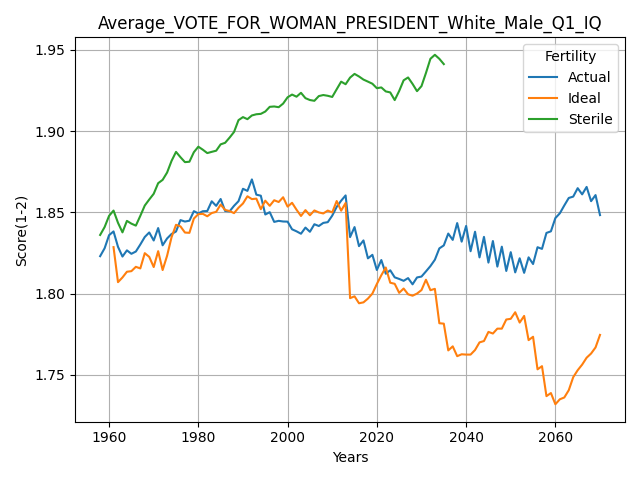 Average_VOTE_FOR_WOMAN_PRESIDENT_White_Male_Q1_IQ
Fertility
Actual
Ideal
Sterile
Score(1-2)
1.95
1.90
1.85
1.80
1.75
1960 1980 2000 2020 2040 2060
Years